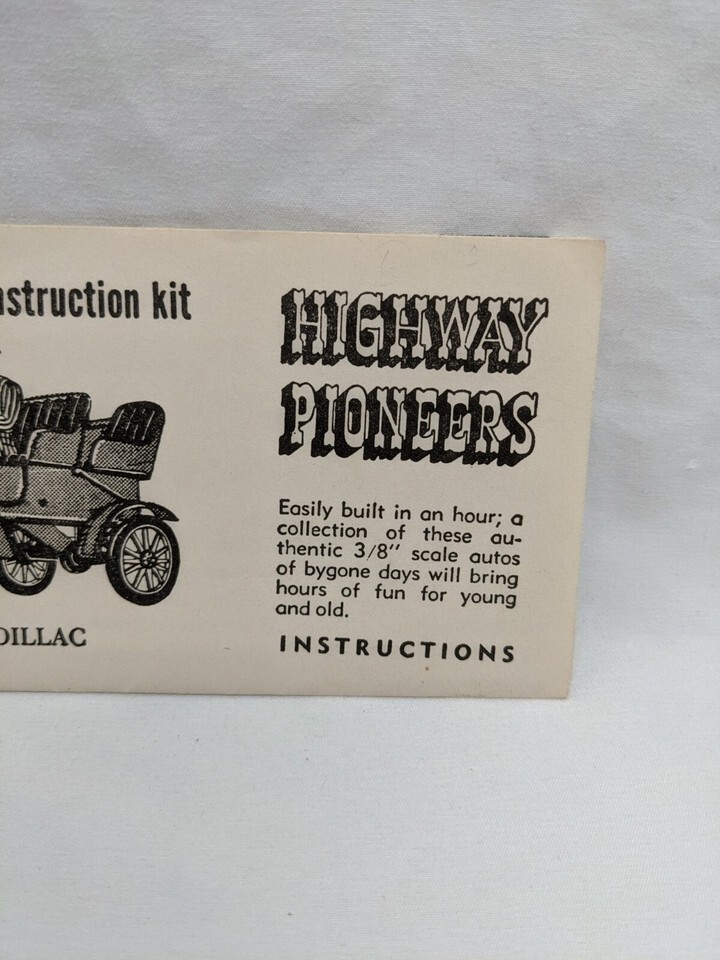 nstruction kit
DILLAC
HIGHWAY
PIONEERS
Easily built in an hour; a
collection of these au-
thentic 3/8" scale autos
of bygone days will bring
hours of fun for young
and old.
INSTRUCTIONS